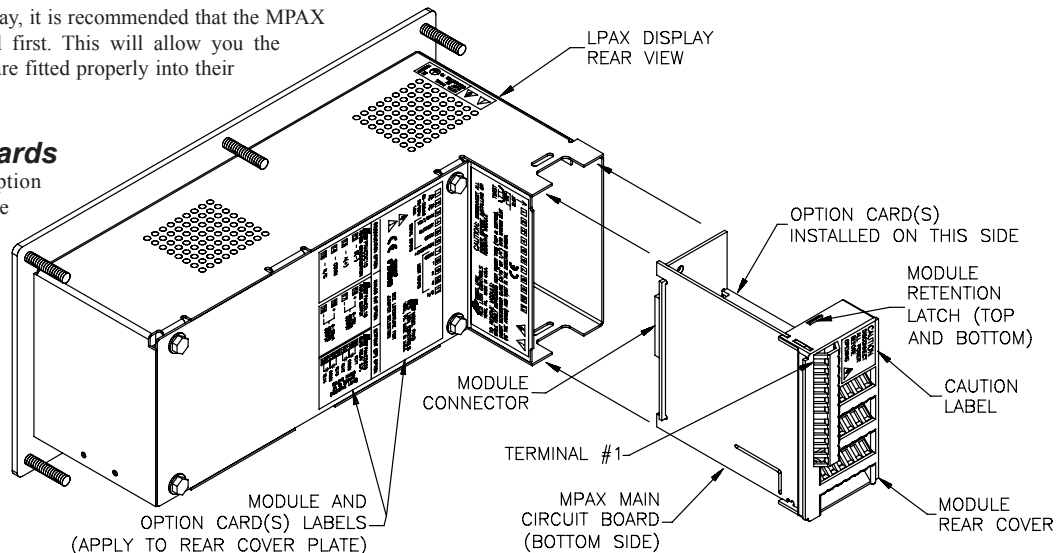 ay, it is recommended that the MPAX
l first. This will allow you the
are fitted properly into their
ards
ption
e
LPAX DISPLAY
REAR VIEW
OPTION CARD(S)
INSTALLED ON THIS SIDE
MODULE
RETENTION
LATCH (TOP
AND BOTTOM)
CAUTION
LABEL
MODULE
CONNECTOR
TERMINAL #1
MPAX MAIN
CIRCUIT BOARD
(BOTTOM SIDE)
MODULE
REAR COVER
MODULE AND
OPTION CARD(S) LABELS
(APPLY TO REAR COVER PLATE)